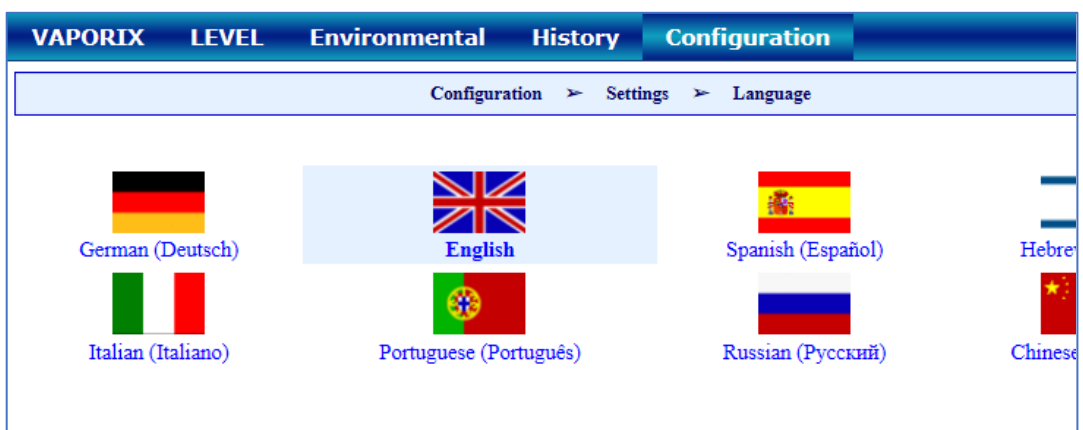 VAPORIX LEVEL Environmental History Configuration
Configuration ➢ Settings ➢ Language
German (Deutsch) English Spanish (Español)
Italian (Italiano) Portuguese (Português) Russian (Русский) Chinese